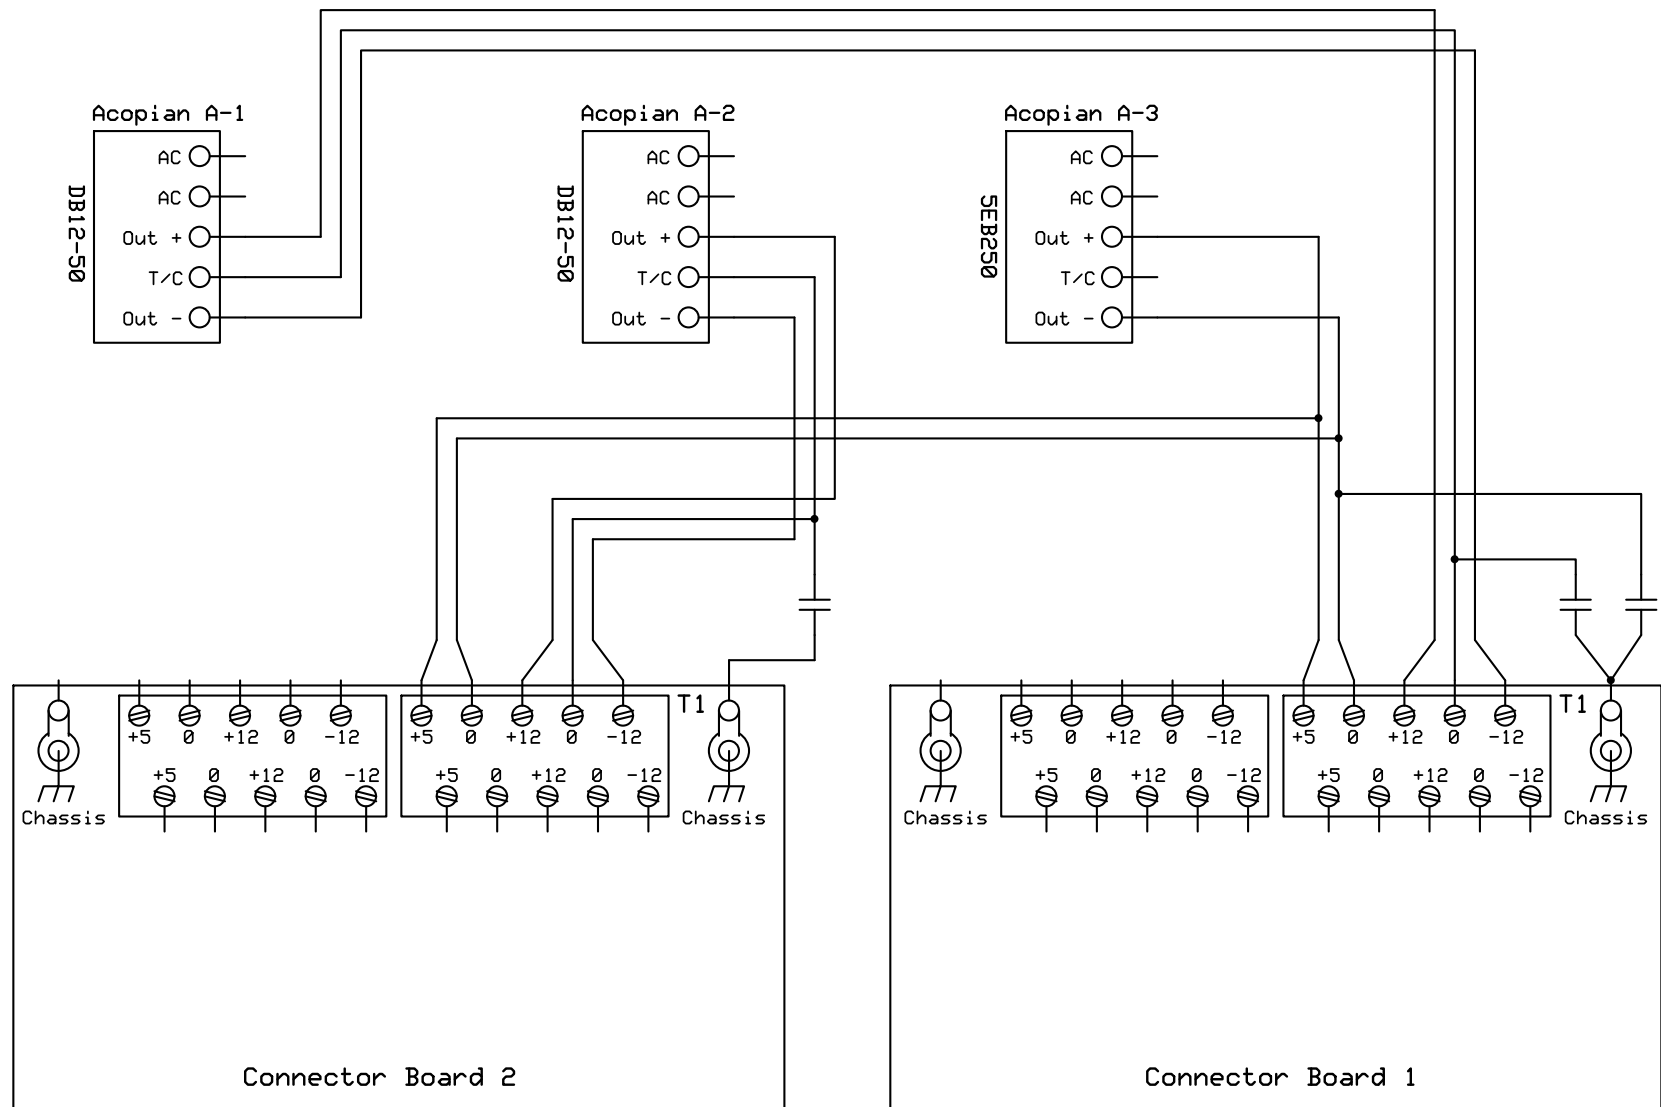 Acopian A-1
Acopian A-2
Acopian A-3
DB12-50
AC
AC
Out +
T/C
Out -
DB12-50
AC
AC
Out +
T/C
Out -
5EB250
AC
AC
Out +
T/C
Out -
T1
+5 0 +12 0 -12
+5 0 +12 0 -12
+5 0 +12 0 -12
+5 0 +12 0 -12
Chassis
Chassis
Connector Board 2
T1
+5 0 +12 0 -12
+5 0 +12 0 -12
+5 0 +12 0 -12
+5 0 +12 0 -12
Chassis
Chassis
Connector Board 1